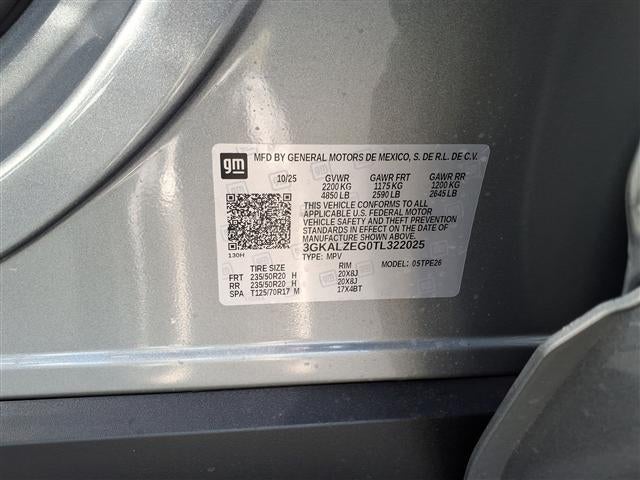 gm
MFD BY GENERAL MOTORS DE MEXICO, S. DE R.L. DE C.V.
10/25 GVWR GAWR FRT GAWR RR
2200 KG 1175 KG 1200 KG
4850 LB 2590 LB 2645 LB
THIS VEHICLE CONFORMS TO ALL
APPLICABLE U.S. FEDERAL MOTOR
VEHICLE SAFETY AND THEFT PREVENTION
STANDARDS IN EFFECT ON THE DATE OF
MANUFACTURE SHOWN ABOVE.
3GKALZEG0TL322025
130H
TYPE: MPV MODEL: 05TPE26
TIRE SIZE RIM
FRT 235/50R20 H 20X8J
RR 235/50R20 H 20X8J
SPA T125/70R17 M 17X4BT